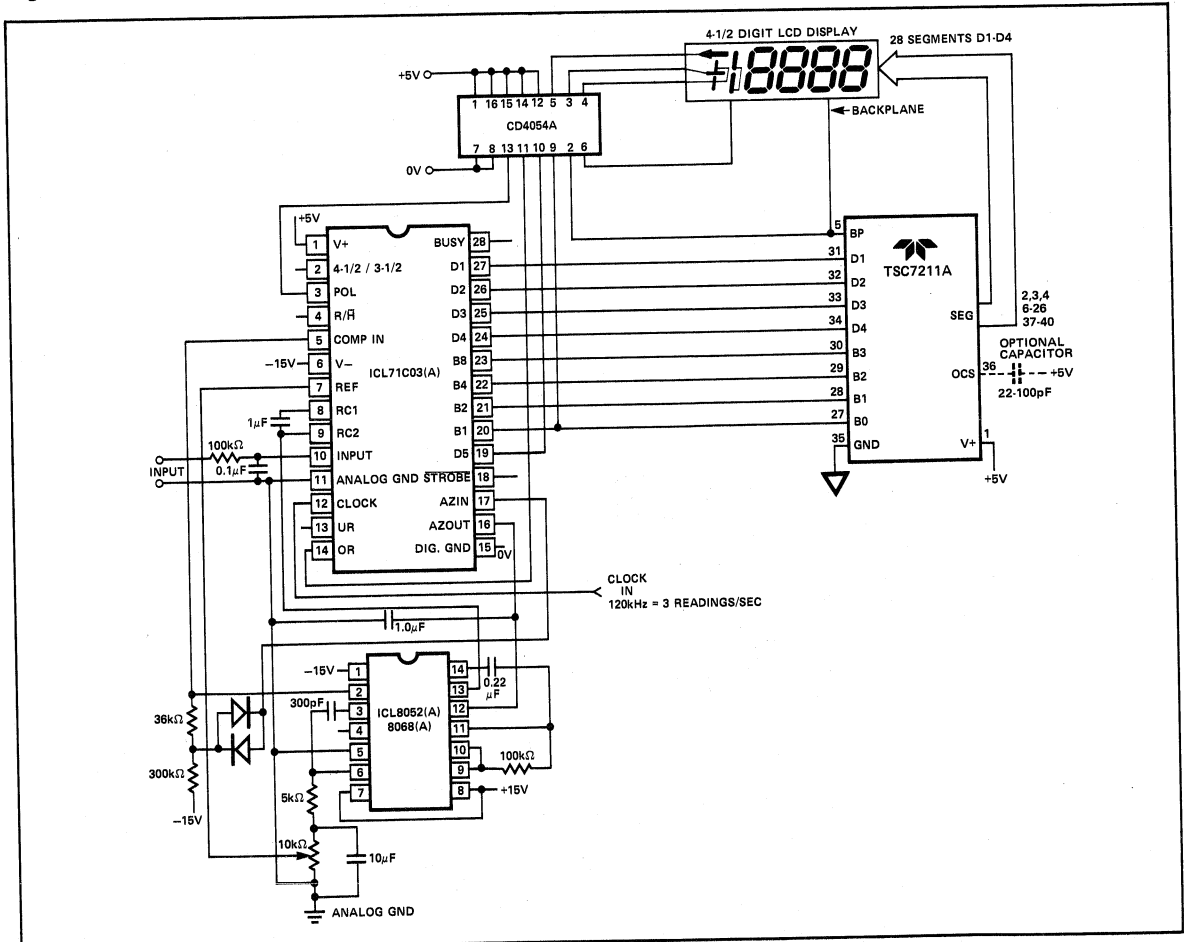 4-1/2 DIGIT LCD DISPLAY
28 SEGMENTS D1-D4
18888
BACKPLANE
+5V
1 16 15 14 12 5 3 4
CD4054A
7 8 13 11 10 9 2 6
0V
+5V
1 V+
2 4-1/2 / 3-1/2
3 POL
4 R/H̅
5 COMP IN
-15V
6 V-
7 REF
8 RC1
1μF
9 RC2
100kΩ
10 INPUT
INPUT
0.1μF
11 ANALOG GND
12 CLOCK
13 UR
14 OR
ICL71C03(A)
BUSY 28
D1 27
D2 26
D3 25
D4 24
B8 23
B4 22
B2 21
B1 20
D5 19
S̅T̅R̅O̅B̅E̅ 18
AZIN 17
AZOUT 16
DIG. GND 15
0V
5 BP
31 D1
32 D2
33 D3
34 D4
30 B3
29 B2
28 B1
27 B0
35 GND
TSC7211A
SEG
2,3,4
6-26
37-40
OPTIONAL
CAPACITOR
OCS 36
+5V
22-100pF
V+ 1
+5V
CLOCK
IN
120kHz = 3 READINGS/SEC
1.0μF
-15V
1
2
300pF
3
4
5
6
7
ICL8052(A)
8068(A)
14
13
12
11
10
9
8
0.22
μF
100kΩ
+15V
36kΩ
300kΩ
-15V
5kΩ
10kΩ
10μF
ANALOG GND